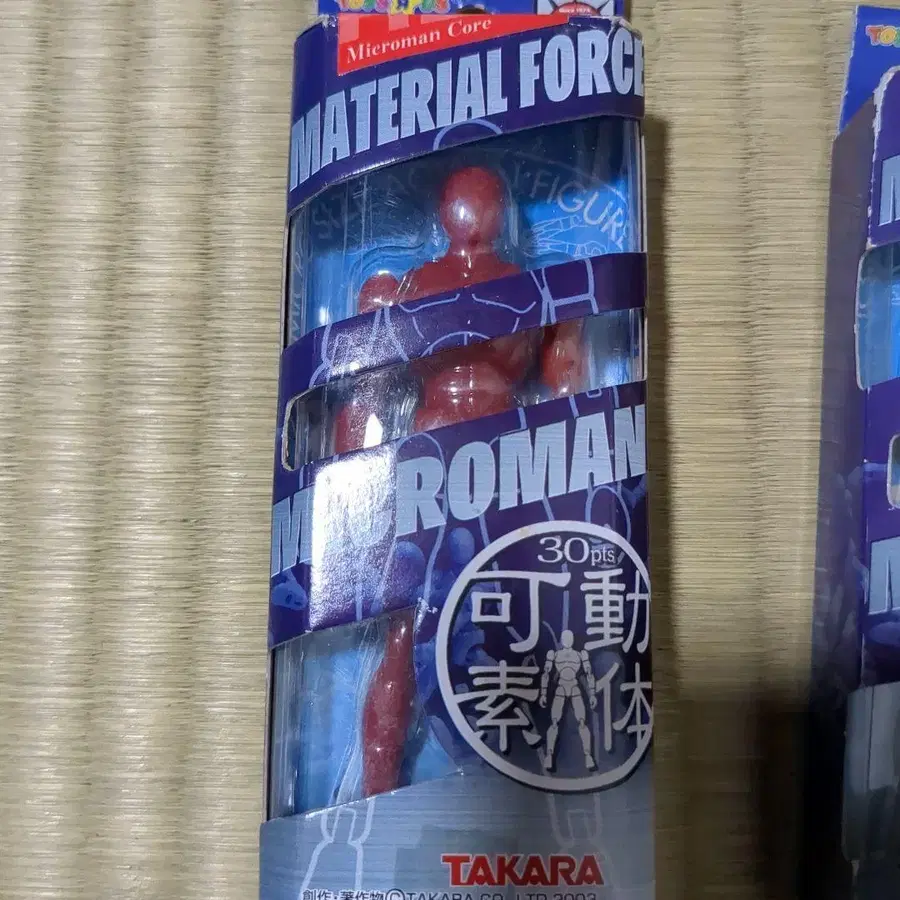 Microman Core
MATERIAL FORCE
FIGURE
MICROMAN
30pts
可動
素体
TAKARA
創作・著作物©TAKARA CO.,LTD.2003